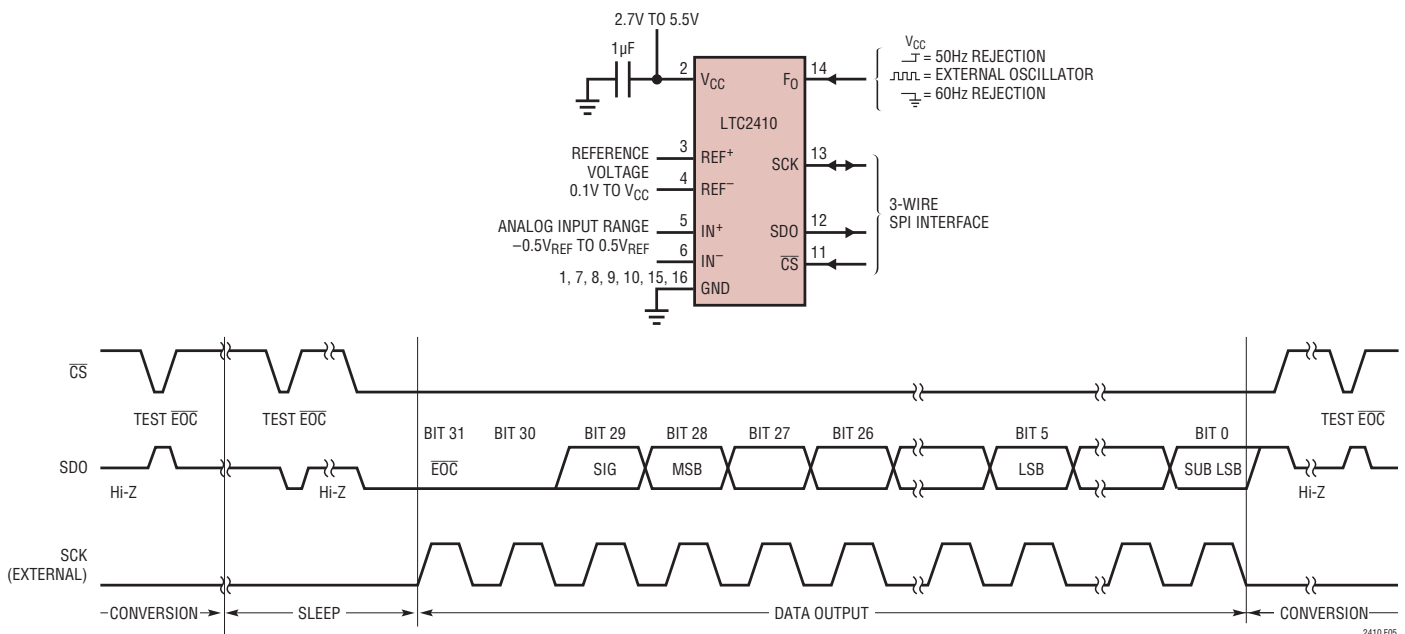 2.7V TO 5.5V
1µF
2
VCC
14
FO
VCC
= 50Hz REJECTION
= EXTERNAL OSCILLATOR
= 60Hz REJECTION
LTC2410
REFERENCE
VOLTAGE
0.1V TO VCC
3
REF+
4
REF–
SCK
13
ANALOG INPUT RANGE
–0.5VREF TO 0.5VREF
5
IN+
6
IN–
SDO
12
CS
11
3-WIRE
SPI INTERFACE
1, 7, 8, 9, 10, 15, 16
GND
CS
TEST EOC
TEST EOC
TEST EOC
BIT 31
BIT 30
BIT 29
BIT 28
BIT 27
BIT 26
BIT 5
BIT 0
SDO
EOC
SIG
MSB
LSB
SUB LSB
Hi-Z
Hi-Z
Hi-Z
SCK
(EXTERNAL)
CONVERSION
SLEEP
DATA OUTPUT
CONVERSION
2410 F05